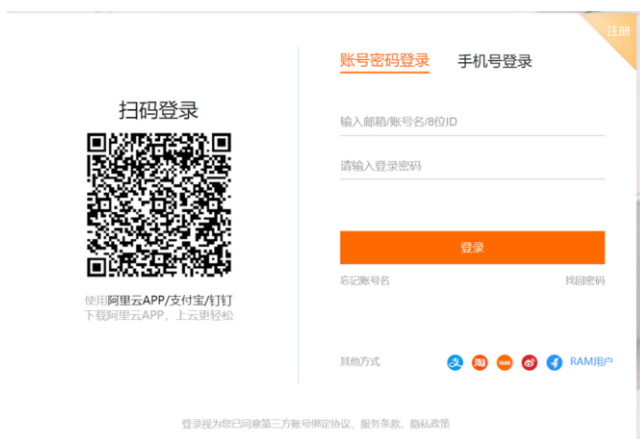 注册
账号密码登录 手机号登录
扫码登录
输入邮箱/账号名/8位ID
请输入登录密码
登录
忘记账号名 找回密码
使用阿里云APP/支付宝/钉钉
下载阿里云APP，上云更轻松
其他方式 支 淘 1688 RAM用户
登录视为您已同意第三方账号绑定协议、服务条款、隐私政策